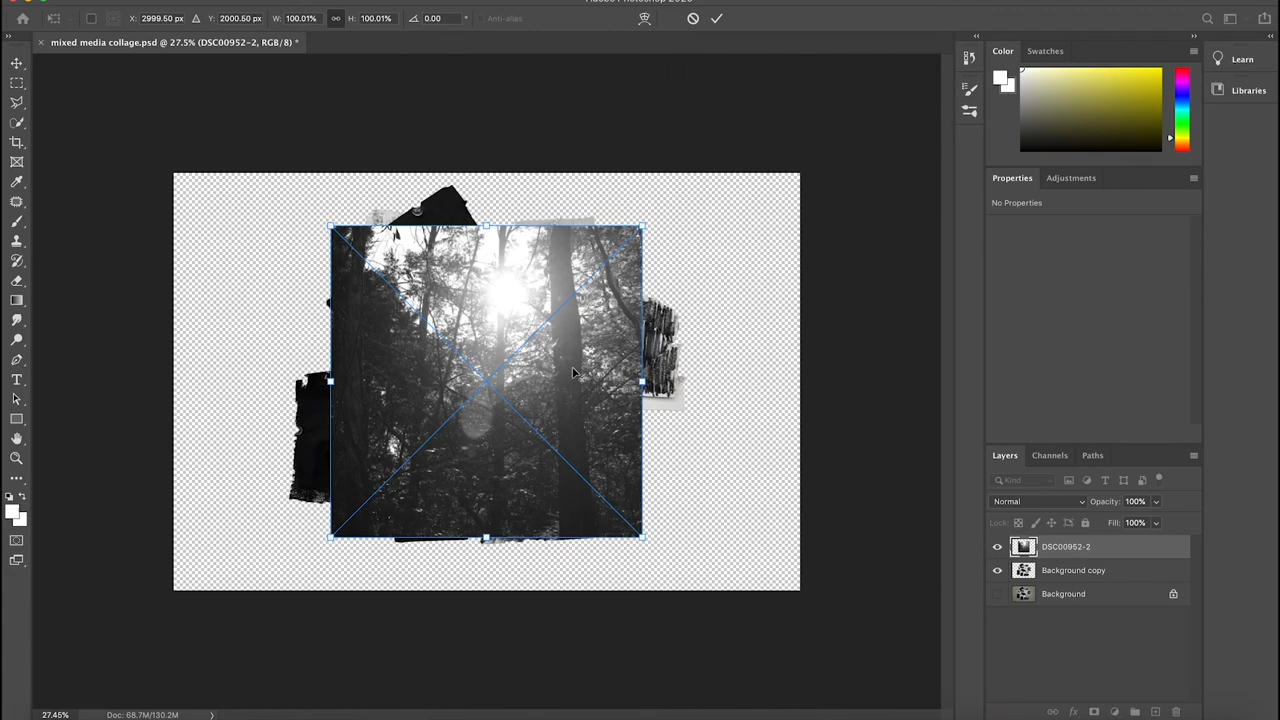 X: 2999.50 px Y: 2000.50 px W: 100.01% H: 100.01% 0.00 Anti-alias
mixed media collage.psd @ 27.5% (DSC00952-2, RGB/8) *
Color Swatches
Learn
Libraries
Properties Adjustments
No Properties
Layers Channels Paths
Kind
Normal Opacity: 100%
Lock: Fill: 100%
DSC00952-2
Background copy
Background
27.45% Doc: 68.7M/130.2M